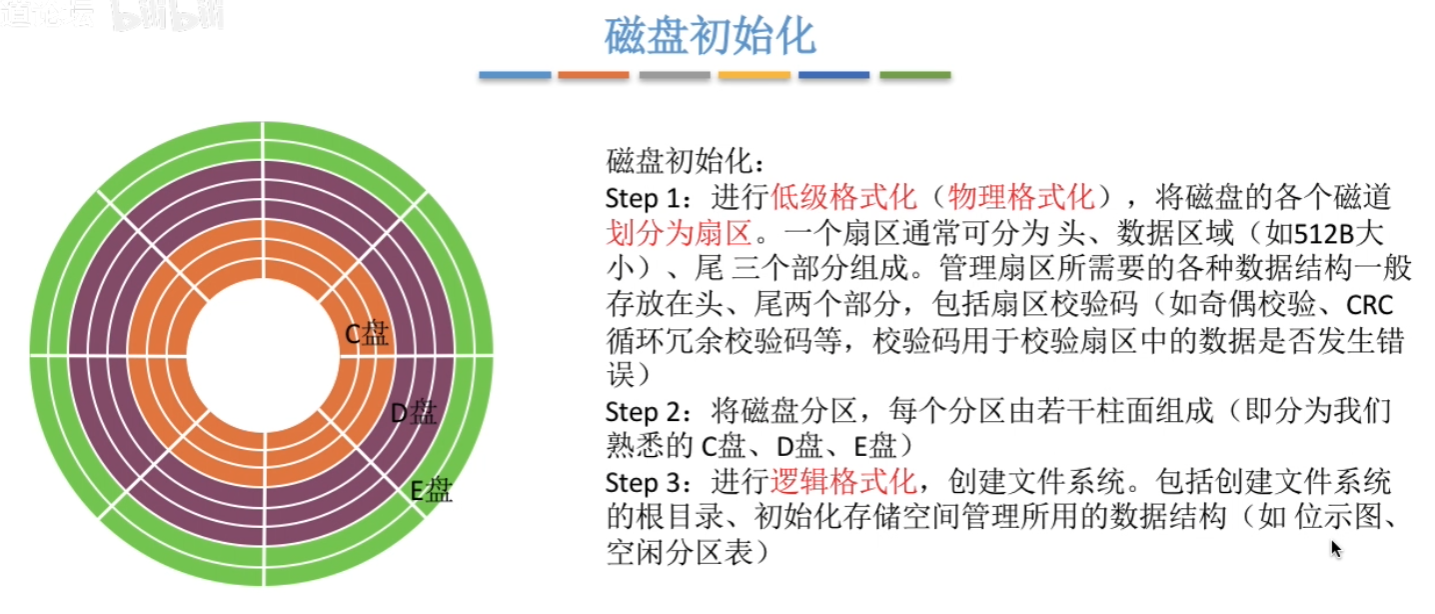 bilibili
磁盘初始化
磁盘初始化：
Step 1：进行低级格式化（物理格式化），将磁盘的各个磁道
划分为扇区。一个扇区通常可分为 头、数据区域（如512B大
小）、尾 三个部分组成。管理扇区所需要的各种数据结构一般
存放在头、尾两个部分，包括扇区校验码（如奇偶校验、CRC
循环冗余校验码等，校验码用于校验扇区中的数据是否发生错
误）
Step 2：将磁盘分区，每个分区由若干柱面组成（即分为我们
熟悉的 C盘、D盘、E盘）
Step 3：进行逻辑格式化，创建文件系统。包括创建文件系统
的根目录、初始化存储空间管理所用的数据结构（如 位示图、
空闲分区表）
C盘
D盘
E盘